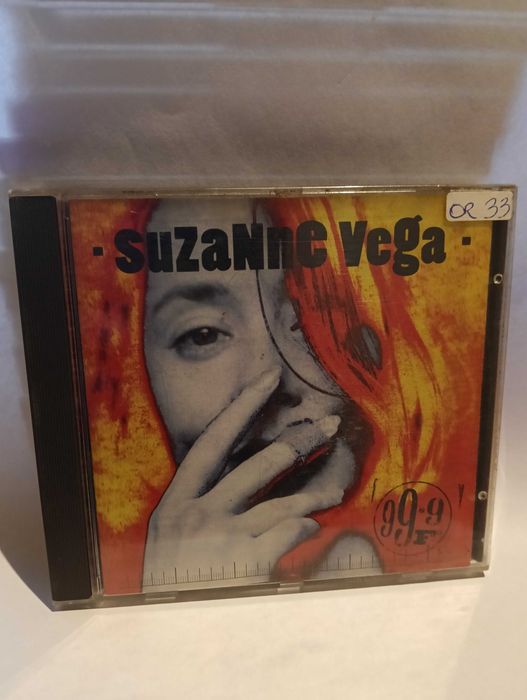 OR 33
· suzaNNe vega ·
99.9
F